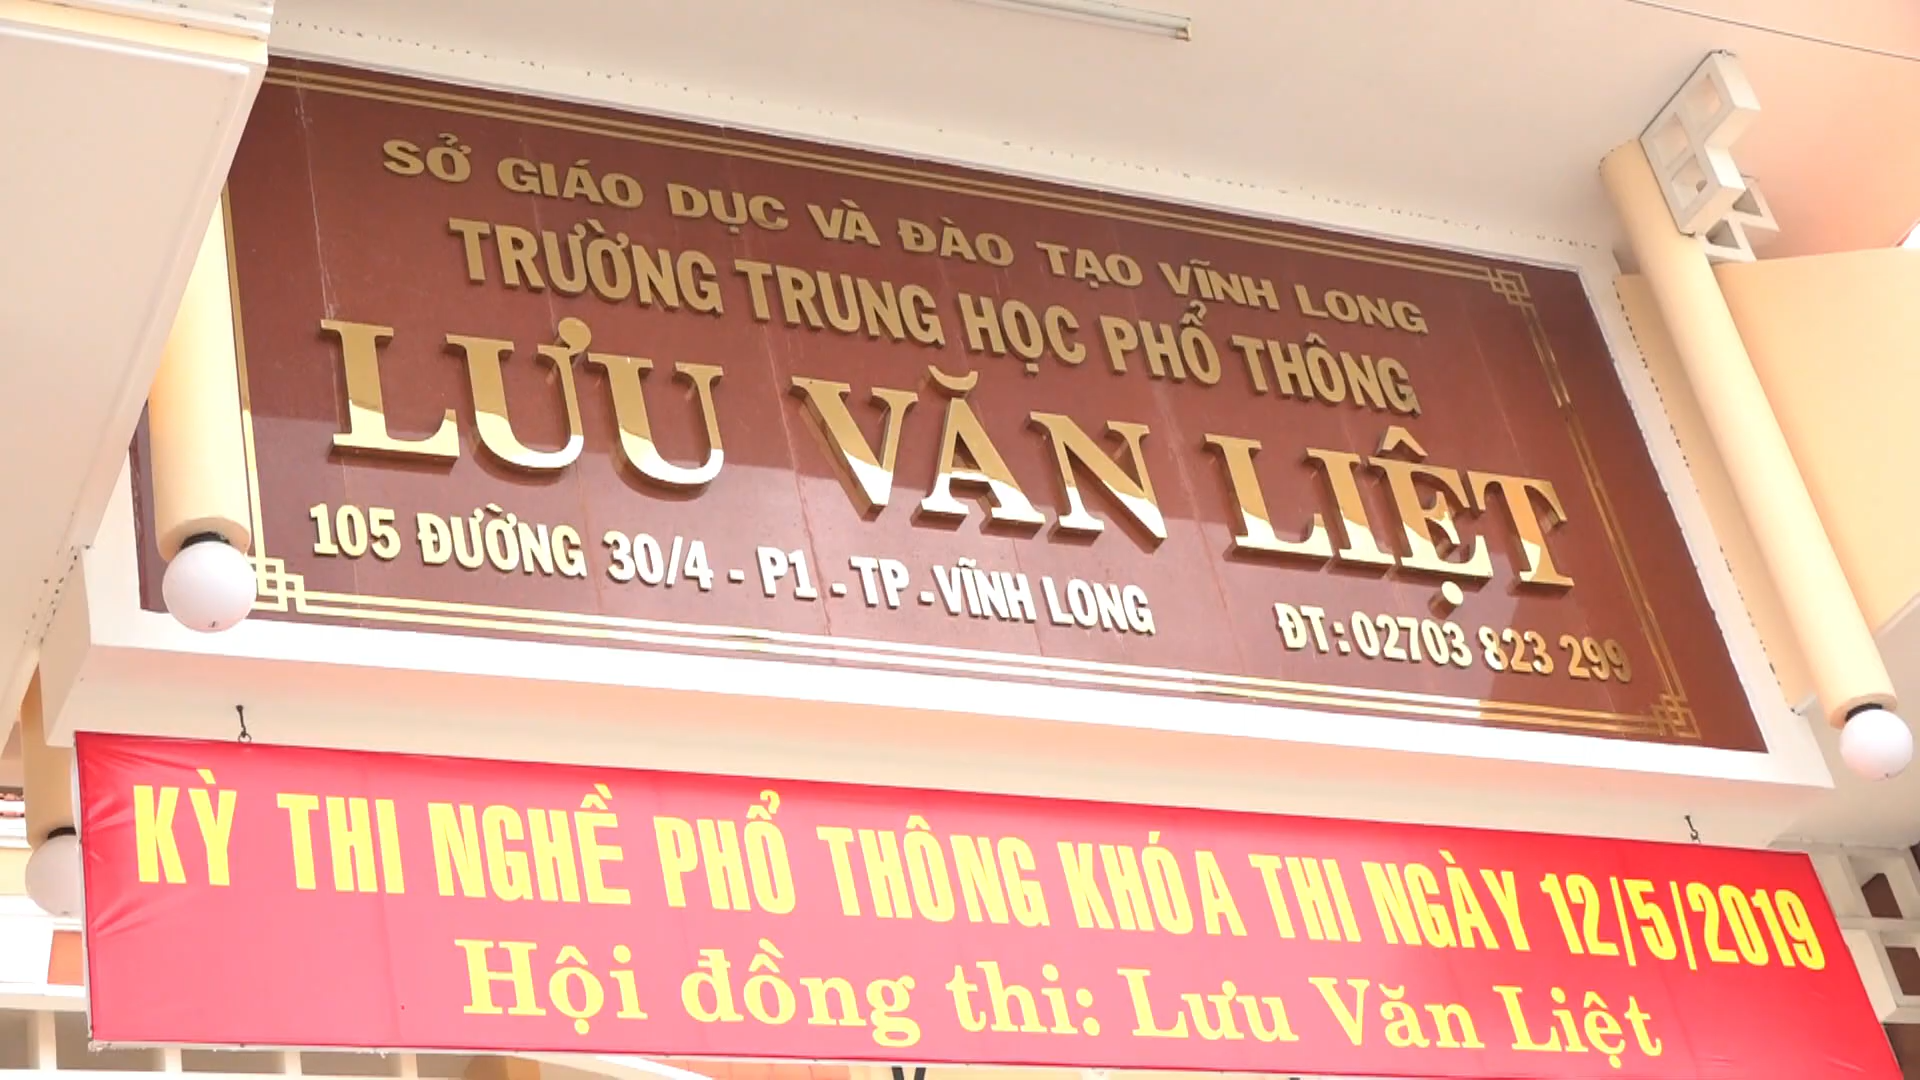 SỞ GIÁO DỤC VÀ ĐÀO TẠO VĨNH LONG
TRƯỜNG TRUNG HỌC PHỔ THÔNG
LƯU VĂN LIỆT
105 ĐƯỜNG 30/4 - P1 - TP - VĨNH LONG ĐT: 02703 823 299
KỲ THI NGHỀ PHỔ THÔNG KHÓA THI NGÀY 12/5/2019
Hội đồng thi: Lưu Văn Liệt